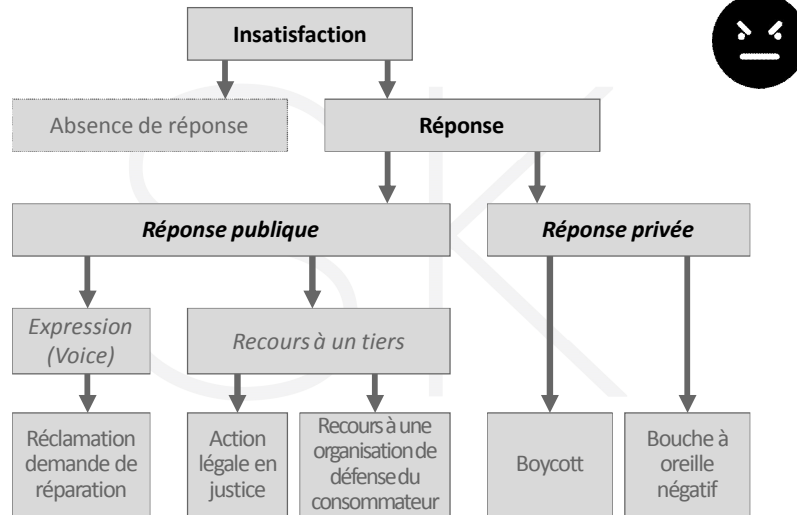 Insatisfaction
Absence de réponse
Réponse
Réponse publique
Réponse privée
Expression
(Voice)
Recours à un tiers
Réclamation
demande de
réparation
Action
légale en
justice
Recours à une
organisation de
défense du
consommateur
Boycott
Bouche à
oreille
négatif
SK